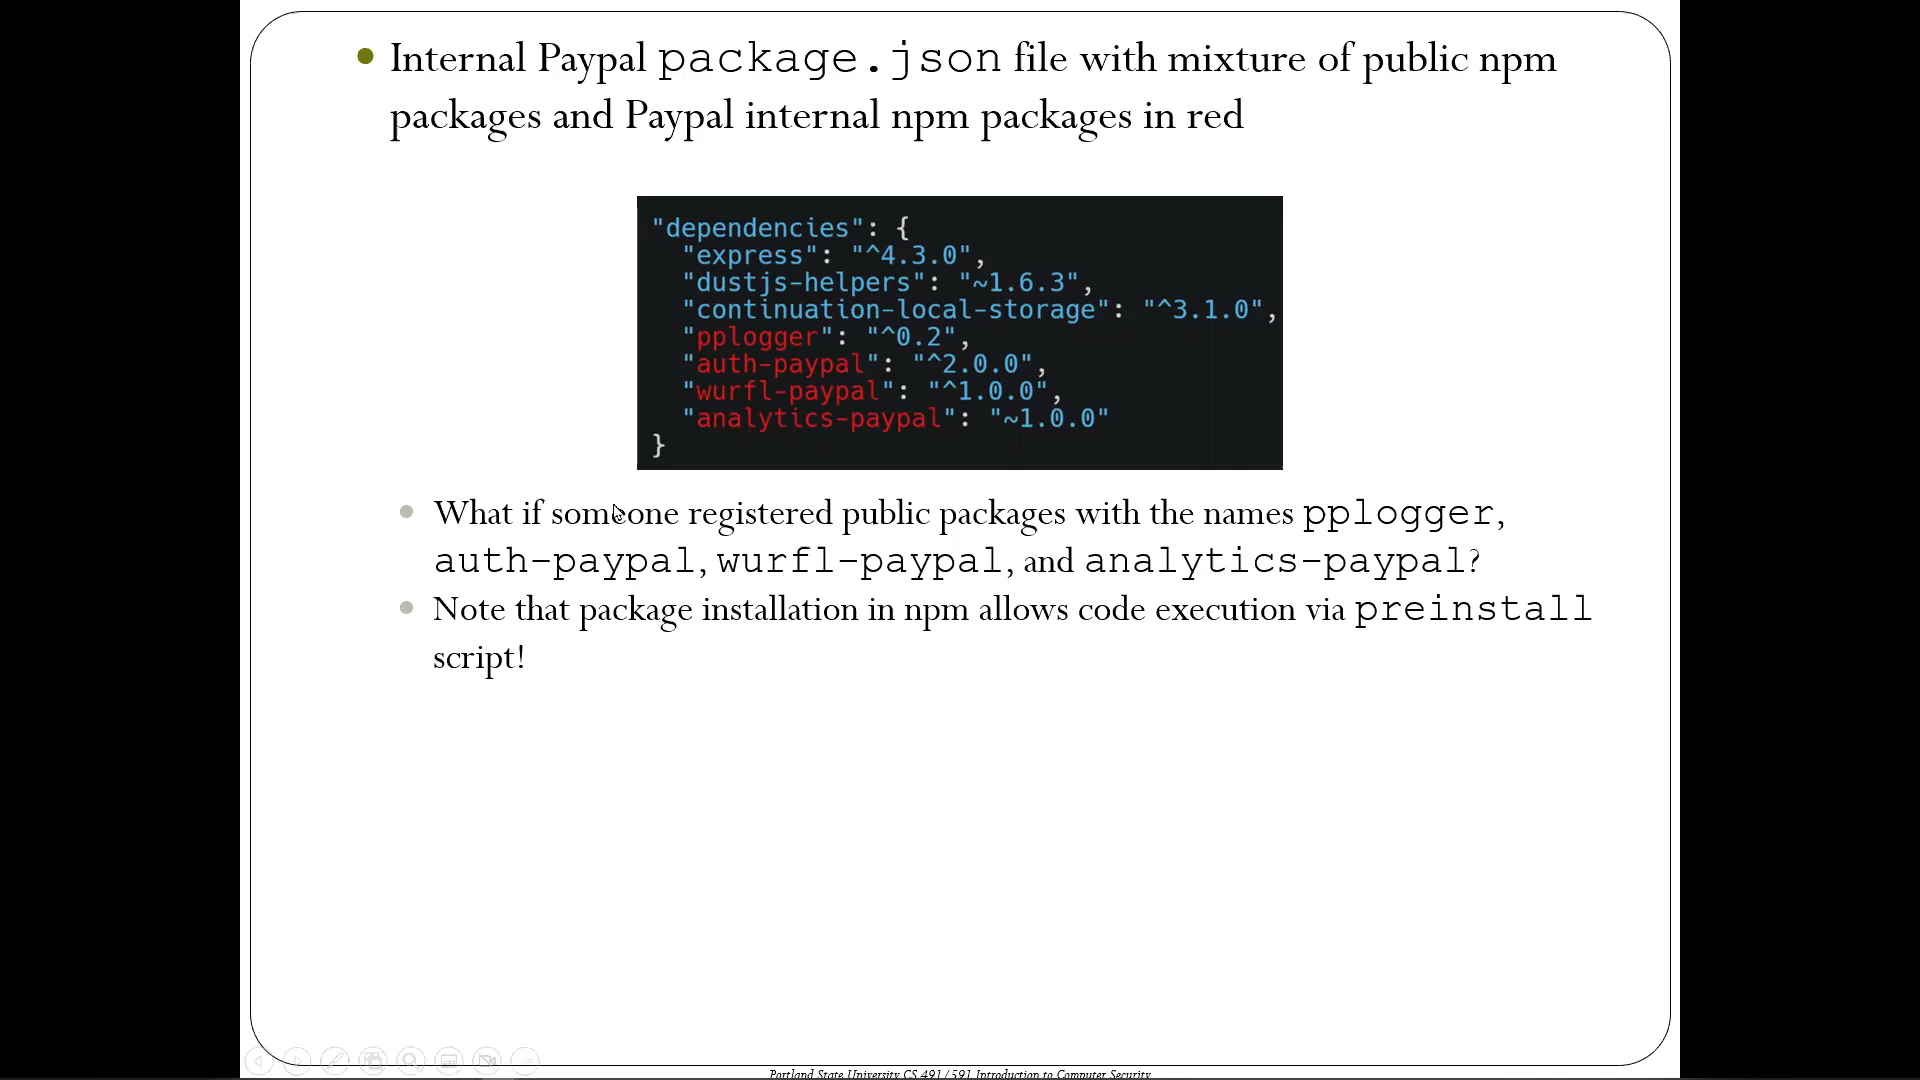 Internal Paypal package.json file with mixture of public npm
packages and Paypal internal npm packages in red
"dependencies": {
"express": "^4.3.0",
"dustjs-helpers": "~1.6.3",
"continuation-local-storage": "^3.1.0",
"pplogger": "^0.2",
"auth-paypal": "^2.0.0",
"wurfl-paypal": "^1.0.0",
"analytics-paypal": "~1.0.0"
}
What if someone registered public packages with the names pplogger,
auth-paypal, wurfl-paypal, and analytics-paypal?
Note that package installation in npm allows code execution via preinstall
script!
Portland State University CS 491/591 Introduction to Computer Security